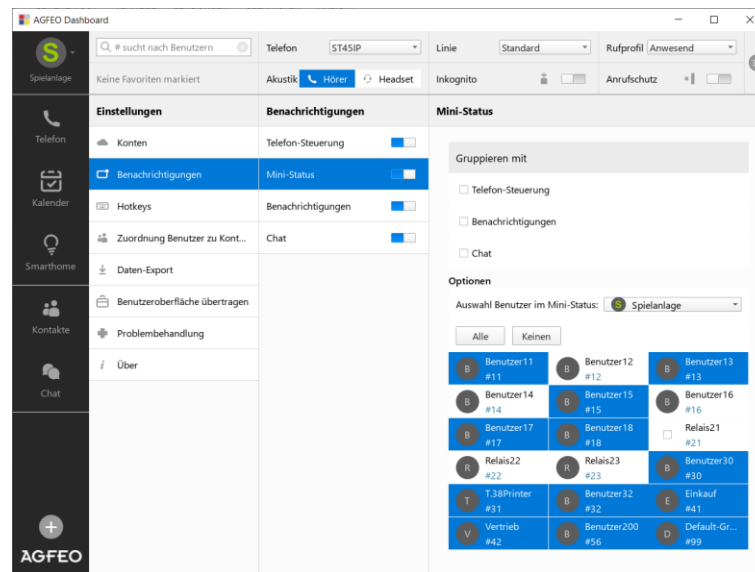 AGFEO Dashboard
S
Spielanlage
# sucht nach Benutzern
Keine Favoriten markiert
Telefon
ST45IP
Akustik
Hörer
Headset
Linie
Standard
Inkognito
Rufprofil
Anwesend
Anrufschutz
Telefon
Kalender
Smarthome
Kontakte
Chat
AGFEO
Einstellungen
Konten
Benachrichtigungen
Hotkeys
Zuordnung Benutzer zu Kont...
Daten-Export
Benutzeroberfläche übertragen
Problembehandlung
i Über
Benachrichtigungen
Telefon-Steuerung
Mini-Status
Benachrichtigungen
Chat
Mini-Status
Gruppieren mit
Telefon-Steuerung
Benachrichtigungen
Chat
Optionen
Auswahl Benutzer im Mini-Status: S Spielanlage
Alle Keinen
B Benutzer11 #11
B Benutzer12 #12
B Benutzer13 #13
B Benutzer14 #14
B Benutzer15 #15
B Benutzer16 #16
B Benutzer17 #17
B Benutzer18 #18
Relais21 #21
R Relais22 #22
R Relais23 #23
B Benutzer30 #30
T T.38Printer #31
B Benutzer32 #32
E Einkauf #41
V Vertrieb #42
B Benutzer200 #56
D Default-Gr... #99